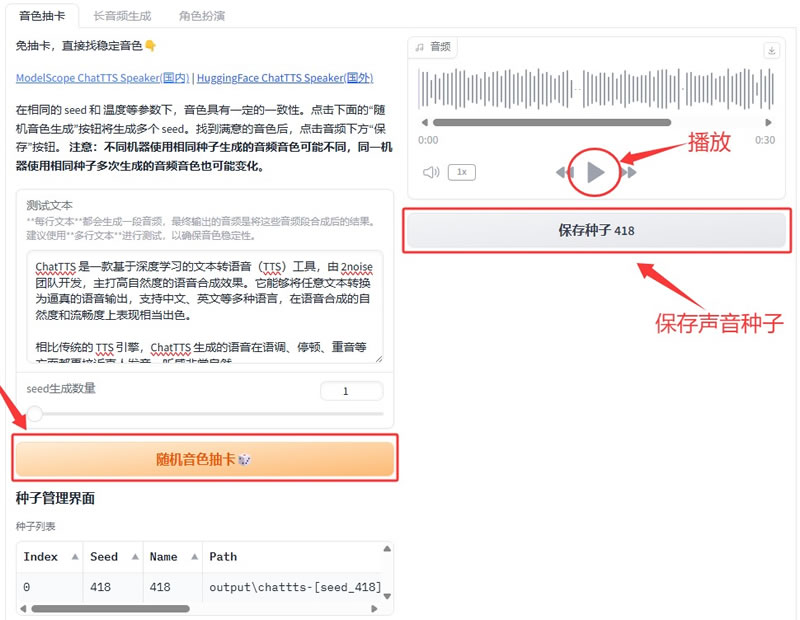 音色抽卡 长音频生成 角色扮演
免抽卡，直接找稳定音色👇
ModelScope ChatTTS Speaker(国内) | HuggingFace ChatTTS Speaker(国外)
在相同的 seed 和 温度等参数下，音色具有一定的一致性。点击下面的“随
机音色生成”按钮将生成多个 seed。找到满意的音色后，点击音频下方“保
存”按钮。 注意：不同机器使用相同种子生成的音频音色可能不同，同一机
器使用相同种子多次生成的音频音色也可能变化。
测试文本
**每行文本**都会生成一段音频，最终输出的音频是将这些音频段合成后的结果。
建议使用**多行文本**进行测试，以确保音色稳定性。
ChatTTS 是一款基于深度学习的文本转语音（TTS）工具，由 2noise
团队开发，主打高自然度的语音合成效果。它能够将任意文本转换
为逼真的语音输出，支持中文、英文等多种语言，在语音合成的自
然度和流畅度上表现相当出色。
相比传统的 TTS 引擎，ChatTTS 生成的语音在语调、停顿、重音等
seed生成数量
1
随机音色抽卡🎲
种子管理界面
种子列表
Index Seed Name Path
0 418 418 output\chattts-[seed_418]
音频
0:00 0:30
1x
播放
保存种子 418
保存声音种子